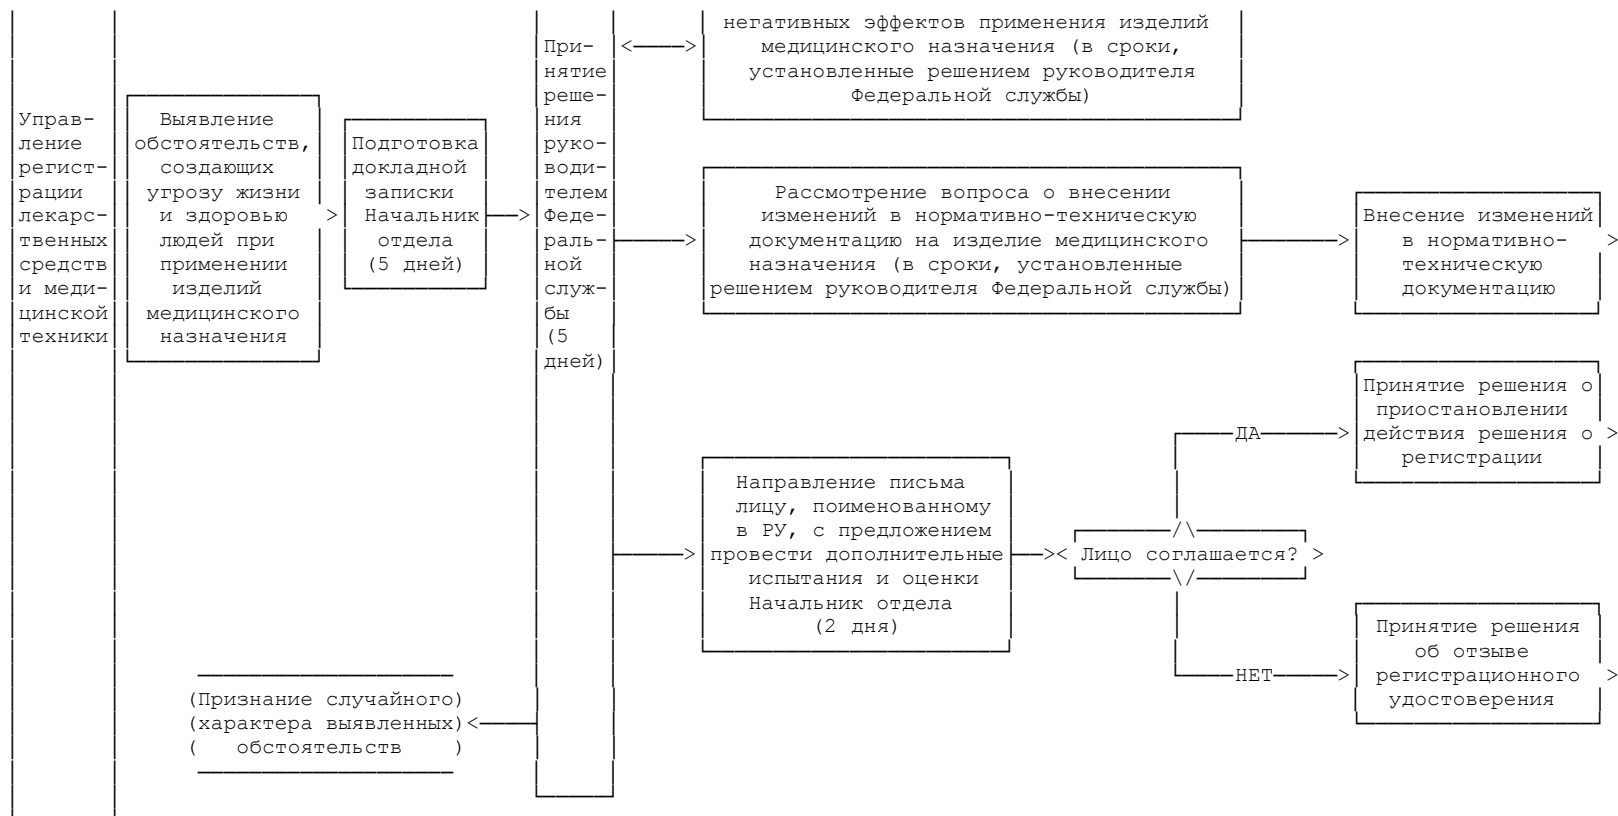 Управ-
ление
регист-
рации
лекарс-
твенных
средств
и меди-
цинской
техники
Выявление
обстоятельств,
создающих
угрозу жизни
и здоровью
людей при
применении
изделий
медицинского
назначения
>
Подготовка
докладной
записки
Начальник
отдела
(5 дней)
>
При-
нятие
реше-
ния
руко-
води-
телем
Феде-
раль-
ной
служ-
бы
(5
дней)
< >
негативных эффектов применения изделий
медицинского назначения (в сроки,
установленные решением руководителя
Федеральной службы)
>
Рассмотрение вопроса о внесении
изменений в нормативно-техническую
документацию на изделие медицинского
назначения (в сроки, установленные
решением руководителя Федеральной службы)
>
Внесение изменений
в нормативно-
техническую
документацию
>
>
Направление письма
лицу, поименованному
в РУ, с предложением
провести дополнительные
испытания и оценки
Начальник отдела
(2 дня)
>< Лицо соглашается? >
ДА >
Принятие решения о
приостановлении
действия решения о
регистрации
>
НЕТ >
Принятие решения
об отзыве
регистрационного
удостоверения
>
(Признание случайного)
(характера выявленных)<
( обстоятельств )